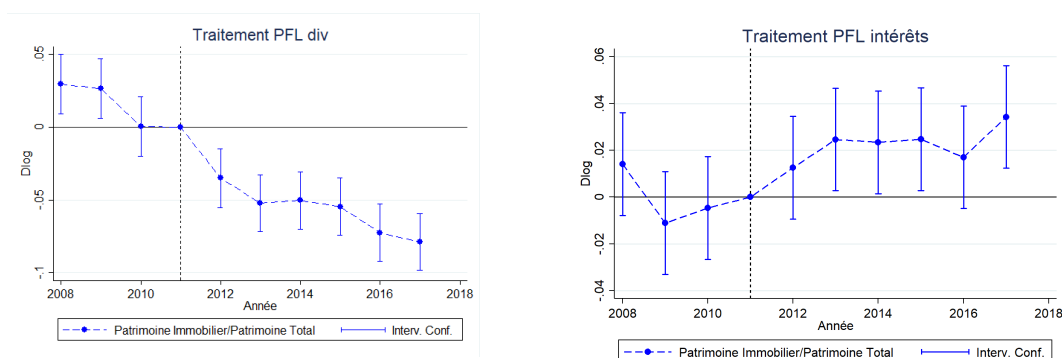 Traitement PFL div
.05
0
-.05
-.1
Dlog
2008 2010 2012 2014 2016 2018
Année
Patrimoine Immobilier/Patrimoine Total Interv. Conf.
Traitement PFL intérêts
.06
.04
.02
0
-.02
-.04
Dlog
2008 2010 2012 2014 2016 2018
Année
Patrimoine Immobilier/Patrimoine Total Interv. Conf.